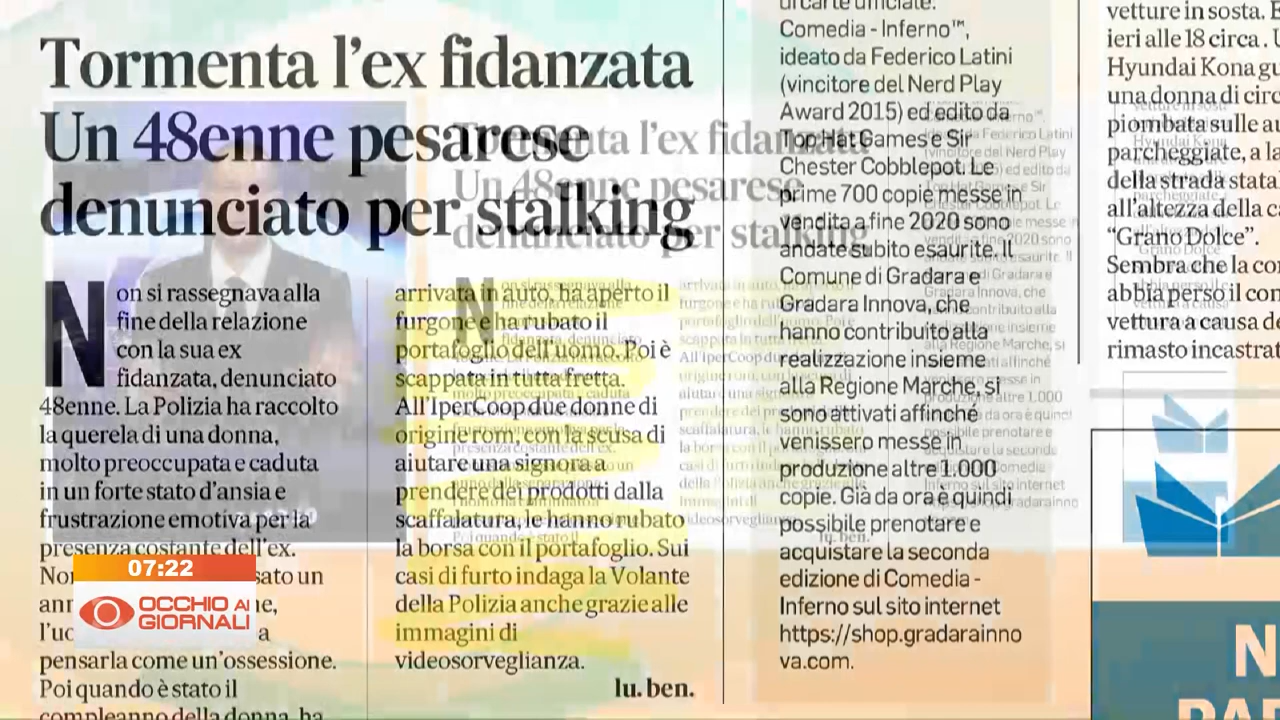 Tormenta l'ex fidanzata
Un 48enne pesarese
denunciato per stalking
Non si rassegnava alla
fine della relazione
con la sua ex
fidanzata, denunciato
48enne. La Polizia ha raccolto
la querela di una donna,
molto preoccupata e caduta
in un forte stato d'ansia e
frustrazione emotiva per la
presenza costante dell'ex.
sato un
pensarla come un'ossessione.
Poi quando è stato il
compleanno della donna, ha
arrivata in auto, ha aperto il
furgone e ha rubato il
portafoglio dell'uomo. Poi è
scappata in tutta fretta.
All'IperCoop due donne di
origine rom, con la scusa di
aiutare una signora a
prendere dei prodotti dalla
scaffalatura, le hanno rubato
la borsa con il portafoglio. Sui
casi di furto indaga la Volante
della Polizia anche grazie alle
immagini di
videosorveglianza.
lu. ben.
Comedia - Inferno™,
ideato da Federico Latini
(vincitore del Nerd Play
Award 2015) ed edito da
Top Hat Games e Sir
Chester Cobblepot. Le
prime 700 copie messe in
vendita a fine 2020 sono
andate subito esaurite. Il
Comune di Gradara e
Gradara Innova, che
hanno contribuito alla
realizzazione insieme
alla Regione Marche, si
sono attivati affinché
venissero messe in
produzione altre 1.000
copie. Già da ora è quindi
possibile prenotare e
acquistare la seconda
edizione di Comedia -
Inferno sul sito internet
https://shop.gradarainno
va.com.
vetture in sosta. E
ieri alle 18 circa. U
Hyundai Kona gu
una donna di circ
piombata sulle au
parcheggiate, a la
della strada stata
all'altezza della c
"Grano Dolce".
Sembra che la co
abbia perso il con
vettura a causa de
rimasto incastrat
07:22
OCCHIO AI
GIORNALI